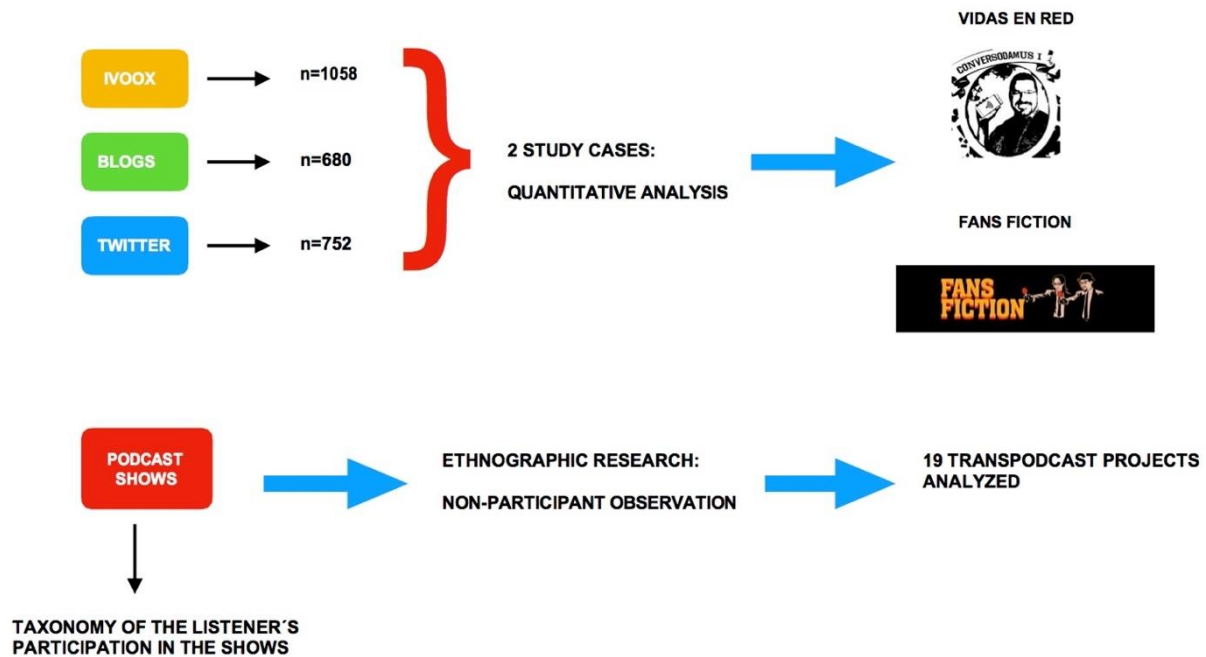 VIDAS EN RED
CONVERSODAMUS I
IVOOX
n=1058
BLOGS
n=680
TWITTER
n=752
2 STUDY CASES:
QUANTITATIVE ANALYSIS
FANS FICTION
FANS
FICTION
PODCAST
SHOWS
ETHNOGRAPHIC RESEARCH:
NON-PARTICIPANT OBSERVATION
19 TRANSPODCAST PROJECTS
ANALYZED
TAXONOMY OF THE LISTENER´S
PARTICIPATION IN THE SHOWS